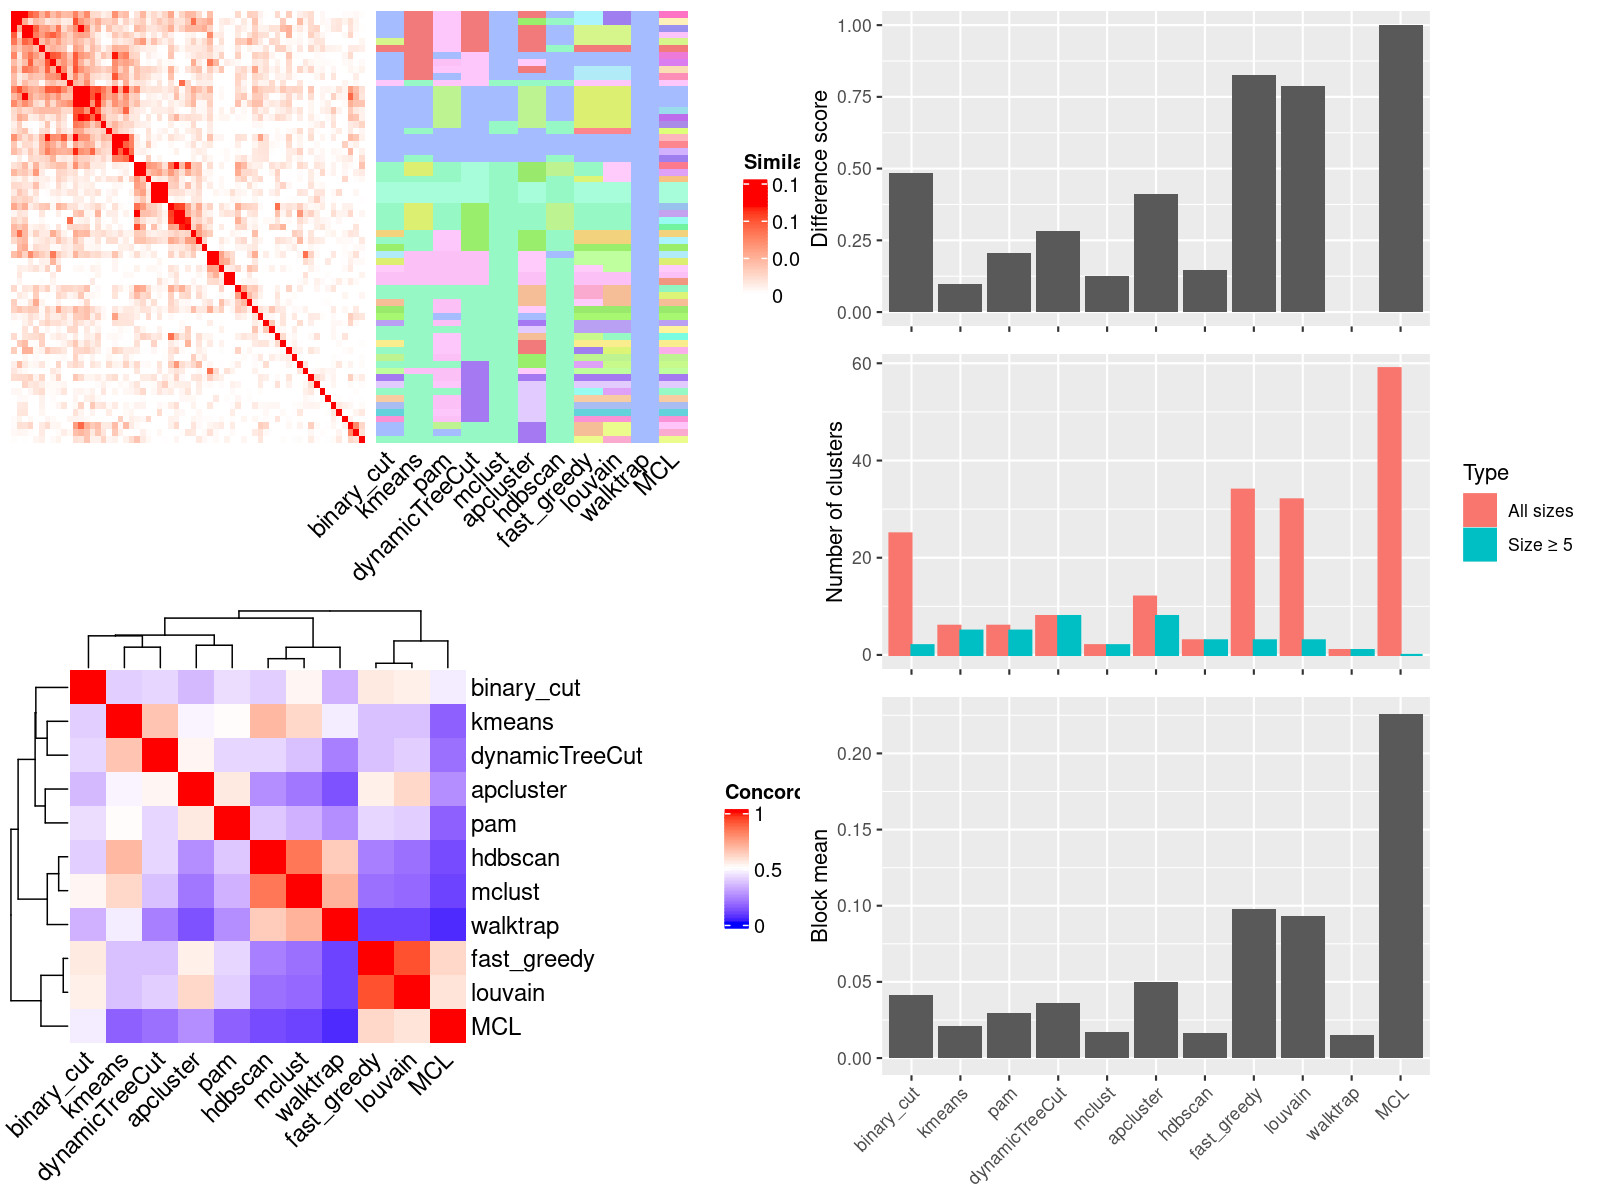 Simila
0.1
0.1
0.0
0
binary_cut
kmeans
pam
dynamicTreeCut
mclust
apcluster
hdbscan
fast_greedy
louvain
walktrap
MCL
binary_cut
kmeans
dynamicTreeCut
apcluster
pam
hdbscan
mclust
walktrap
fast_greedy
louvain
MCL
binary_cut
kmeans
dynamicTreeCut
apcluster
pam
hdbscan
mclust
walktrap
fast_greedy
louvain
MCL
Concord
1
0.5
0
Difference score
1.00
0.75
0.50
0.25
0.00
Number of clusters
60
40
20
0
Type
All sizes
Size ≥ 5
Block mean
0.20
0.15
0.10
0.05
0.00
binary_cut
kmeans
pam
dynamicTreeCut
mclust
apcluster
hdbscan
fast_greedy
louvain
walktrap
MCL